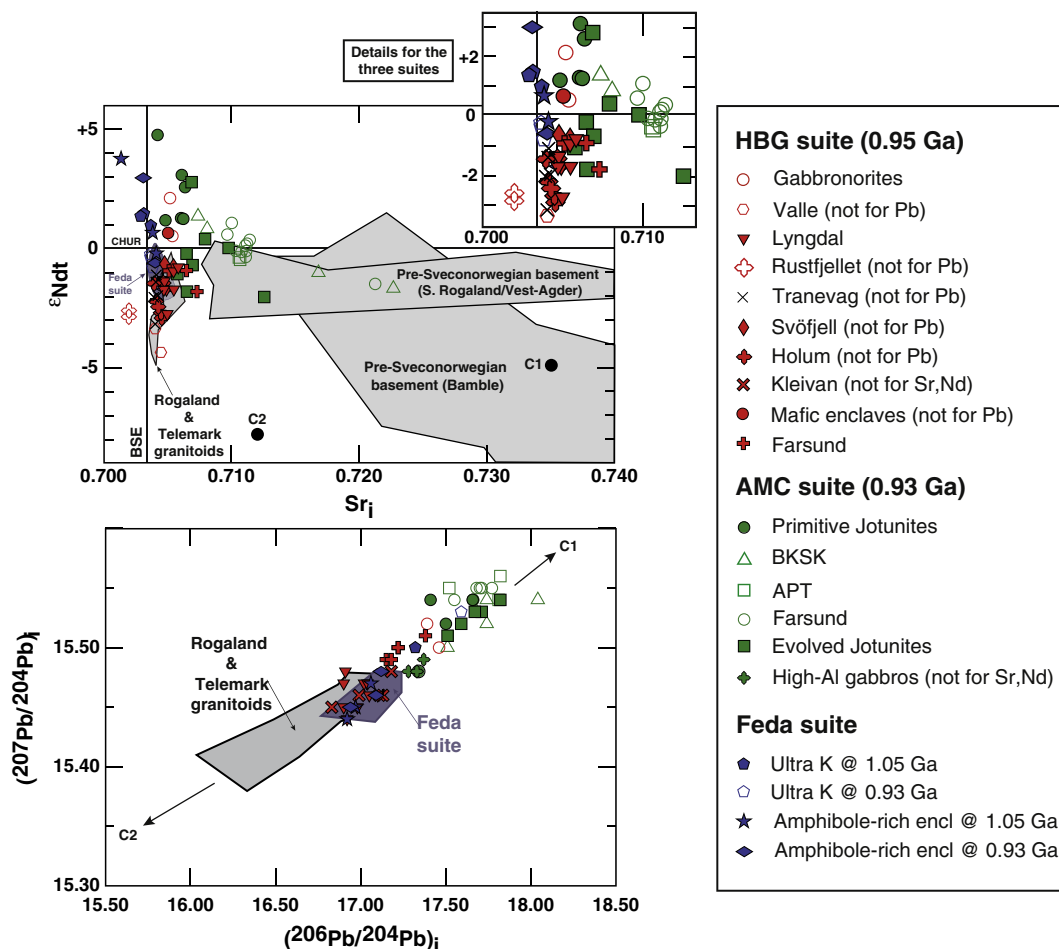 Details for the
three suites
+2
0
-2
0.700
0.710
+5
0
-5
εNdt
CHUR
Feda
suite
BSE
Rogaland
&
Telemark
granitoids
C2
C1
Pre-Sveconorwegian basement
(S. Rogaland/Vest-Agder)
Pre-Sveconorwegian
basement (Bamble)
0.700
0.710
0.720
0.730
0.740
Sri
15.50
15.40
15.30
(207Pb/204Pb)i
C1
Rogaland
&
Telemark
granitoids
Feda
suite
C2
15.50
16.00
16.50
17.00
17.50
18.00
18.50
(206Pb/204Pb)i
HBG suite (0.95 Ga)
Gabbronorites
Valle (not for Pb)
Lyngdal
Rustfjellet (not for Pb)
Tranevag (not for Pb)
Svöfjell (not for Pb)
Holum (not for Pb)
Kleivan (not for Sr,Nd)
Mafic enclaves (not for Pb)
Farsund
AMC suite (0.93 Ga)
Primitive Jotunites
BKSK
APT
Farsund
Evolved Jotunites
High-Al gabbros (not for Sr,Nd)
Feda suite
Ultra K @ 1.05 Ga
Ultra K @ 0.93 Ga
Amphibole-rich encl @ 1.05 Ga
Amphibole-rich encl @ 0.93 Ga